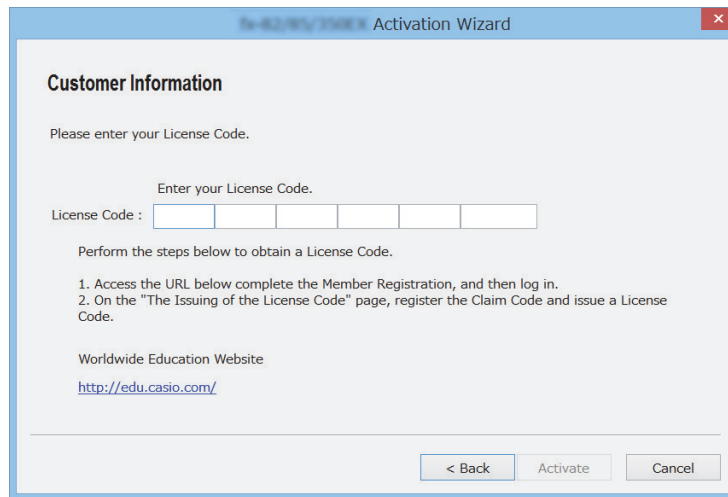 Activation Wizard
Customer Information
Please enter your License Code.
Enter your License Code.
License Code :
Perform the steps below to obtain a License Code.
1. Access the URL below complete the Member Registration, and then log in.
2. On the "The Issuing of the License Code" page, register the Claim Code and issue a License
Code.
Worldwide Education Website
http://edu.casio.com/
< Back Activate Cancel